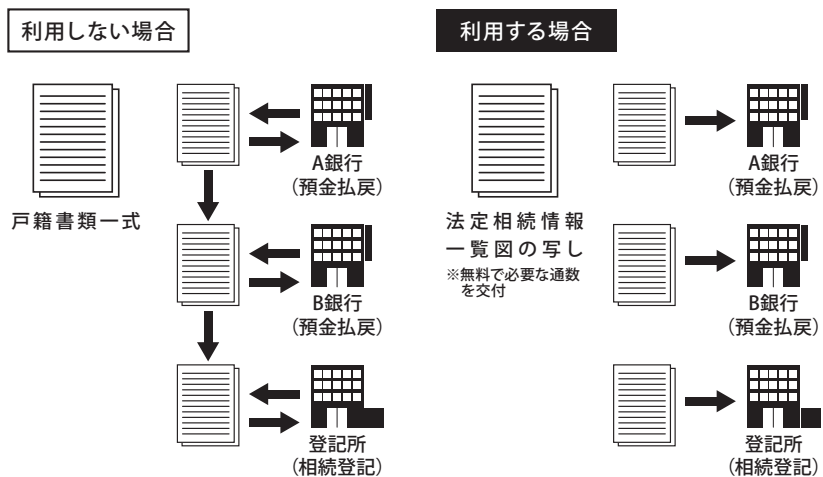 利用しない場合
戸籍書類一式
A銀行
（預金払戻）
B銀行
（預金払戻）
登記所
（相続登記）
利用する場合
法定相続情報
一覧図の写し
※無料で必要な通数
を交付
A銀行
（預金払戻）
B銀行
（預金払戻）
登記所
（相続登記）